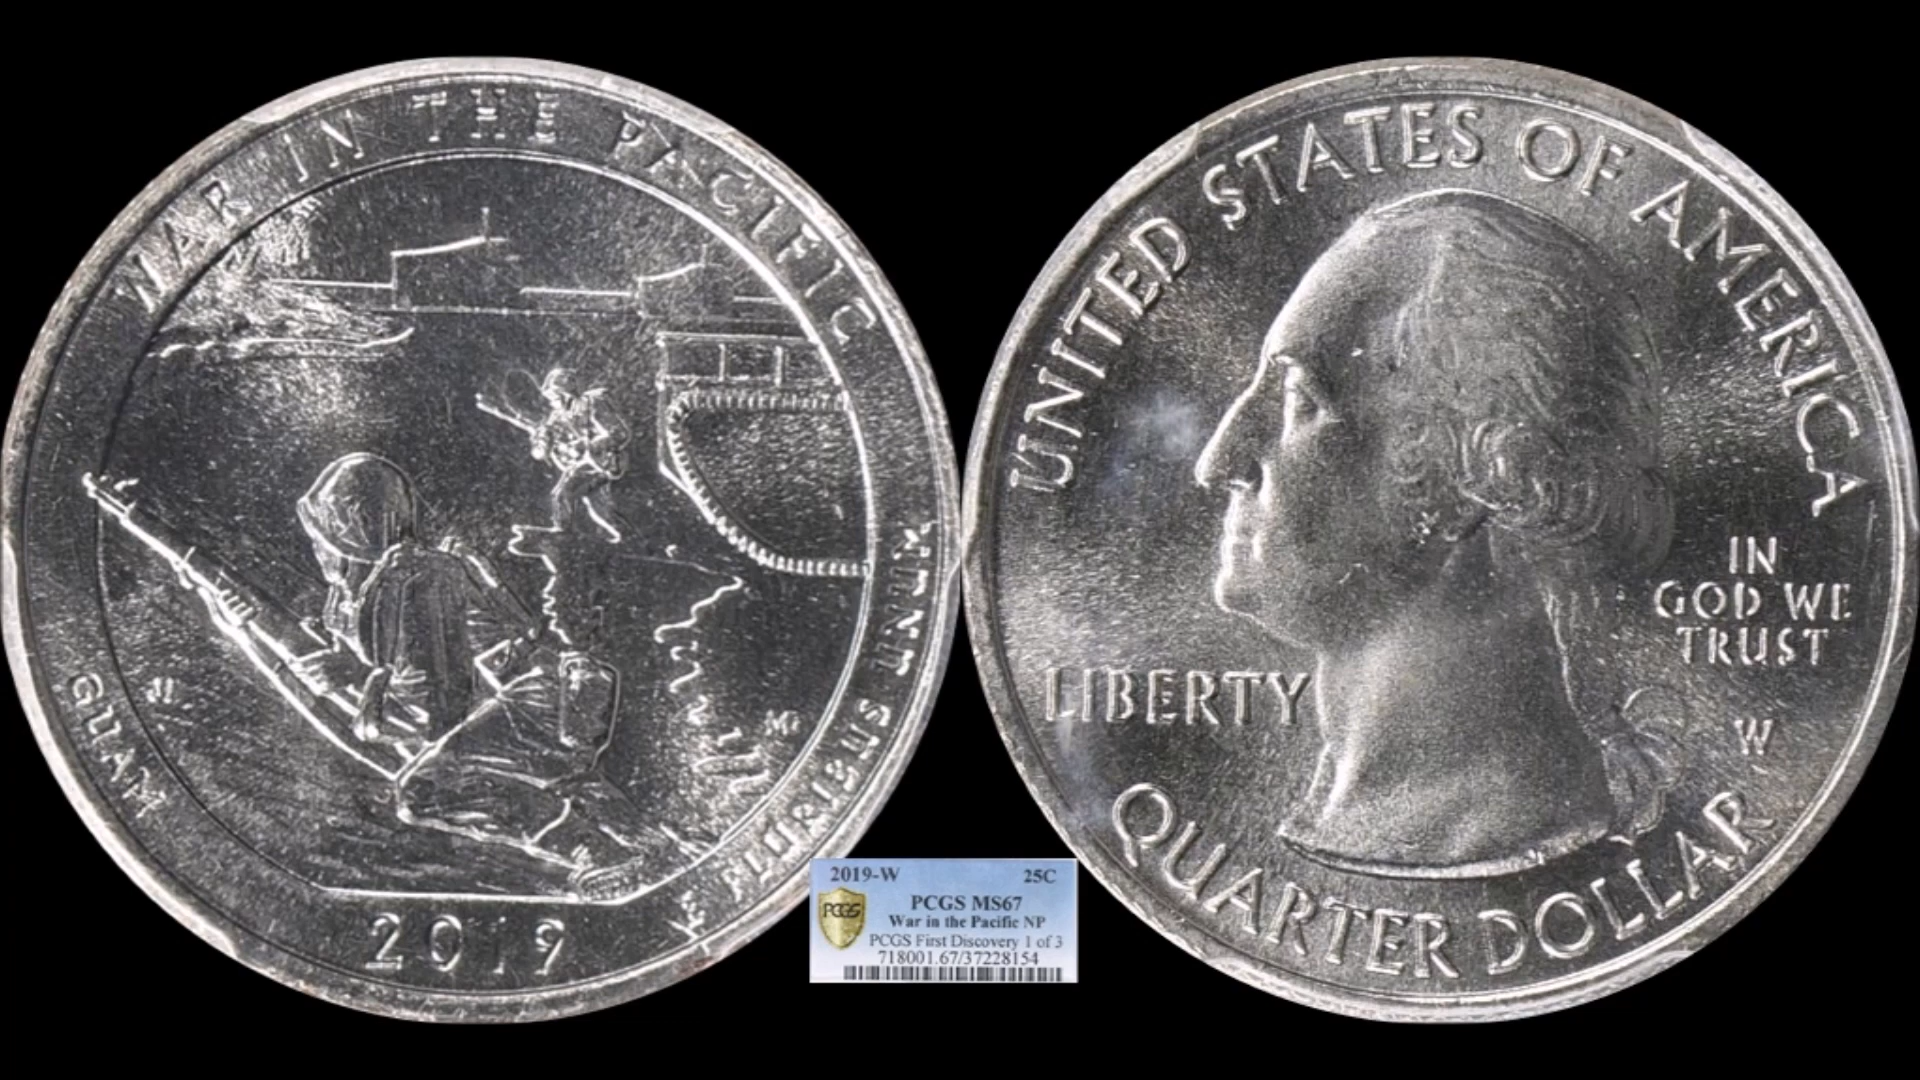 WAR IN THE PACIFIC
GUAM
E PLURIBUS UNUM
2019
UNITED STATES OF AMERICA
IN
GOD WE
TRUST
LIBERTY
W
QUARTER DOLLAR
2019-W 25C
PCGS
PCGS MS67
War in the Pacific NP
PCGS First Discovery 1 of 3
718001.67/37228154